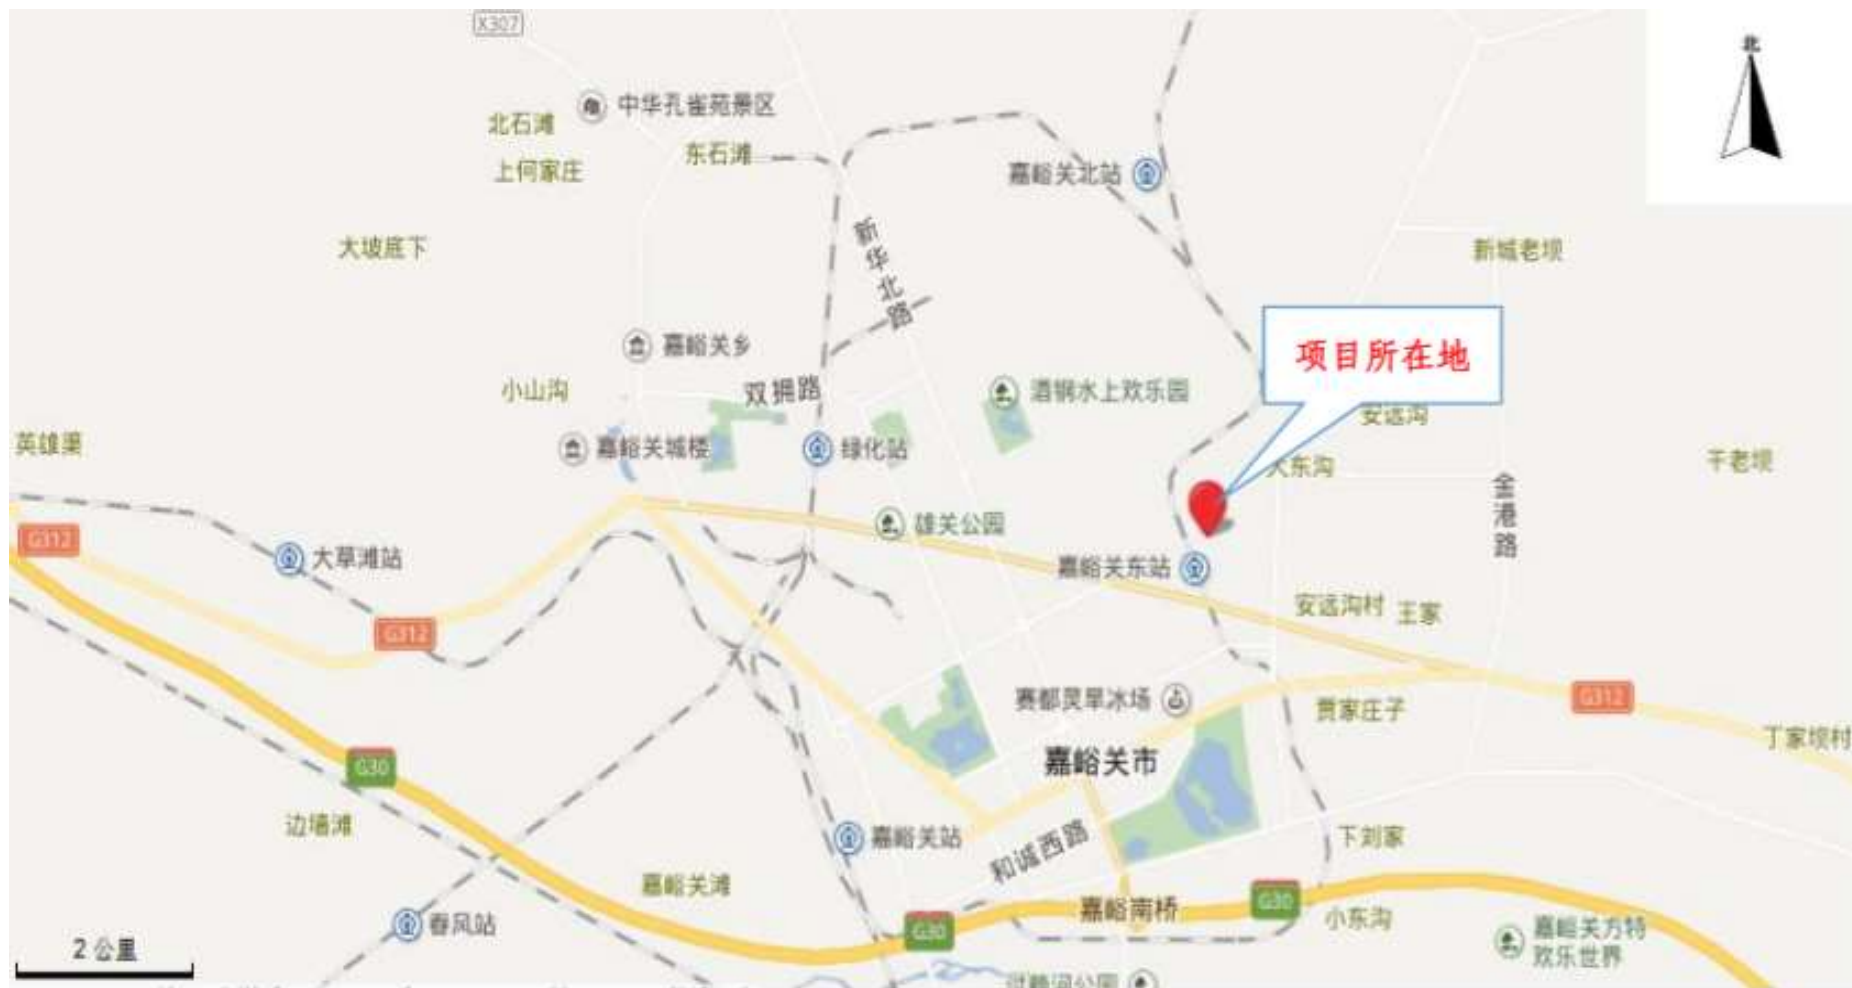 X307
北
中华孔雀苑景区
北石滩
东石滩
上何家庄
嘉峪关北站
大坡底下
新华北路
新城老坝
嘉峪关乡
项目所在地
小山沟
双拥路
酒钢水上欢乐园
安远沟
英雄渠
嘉峪关城楼
绿化站
大东沟
干老坝
金港路
雄关公园
G312
大草滩站
嘉峪关东站
安远沟村
王家
G312
赛都灵旱冰场
G312
贾家庄子
丁家坝村
嘉峪关市
G30
边墙滩
嘉峪关站
和诚西路
下刘家
嘉峪关滩
嘉峪南桥
G30
小东沟
春风站
G30
嘉峪关方特
欢乐世界
2 公里